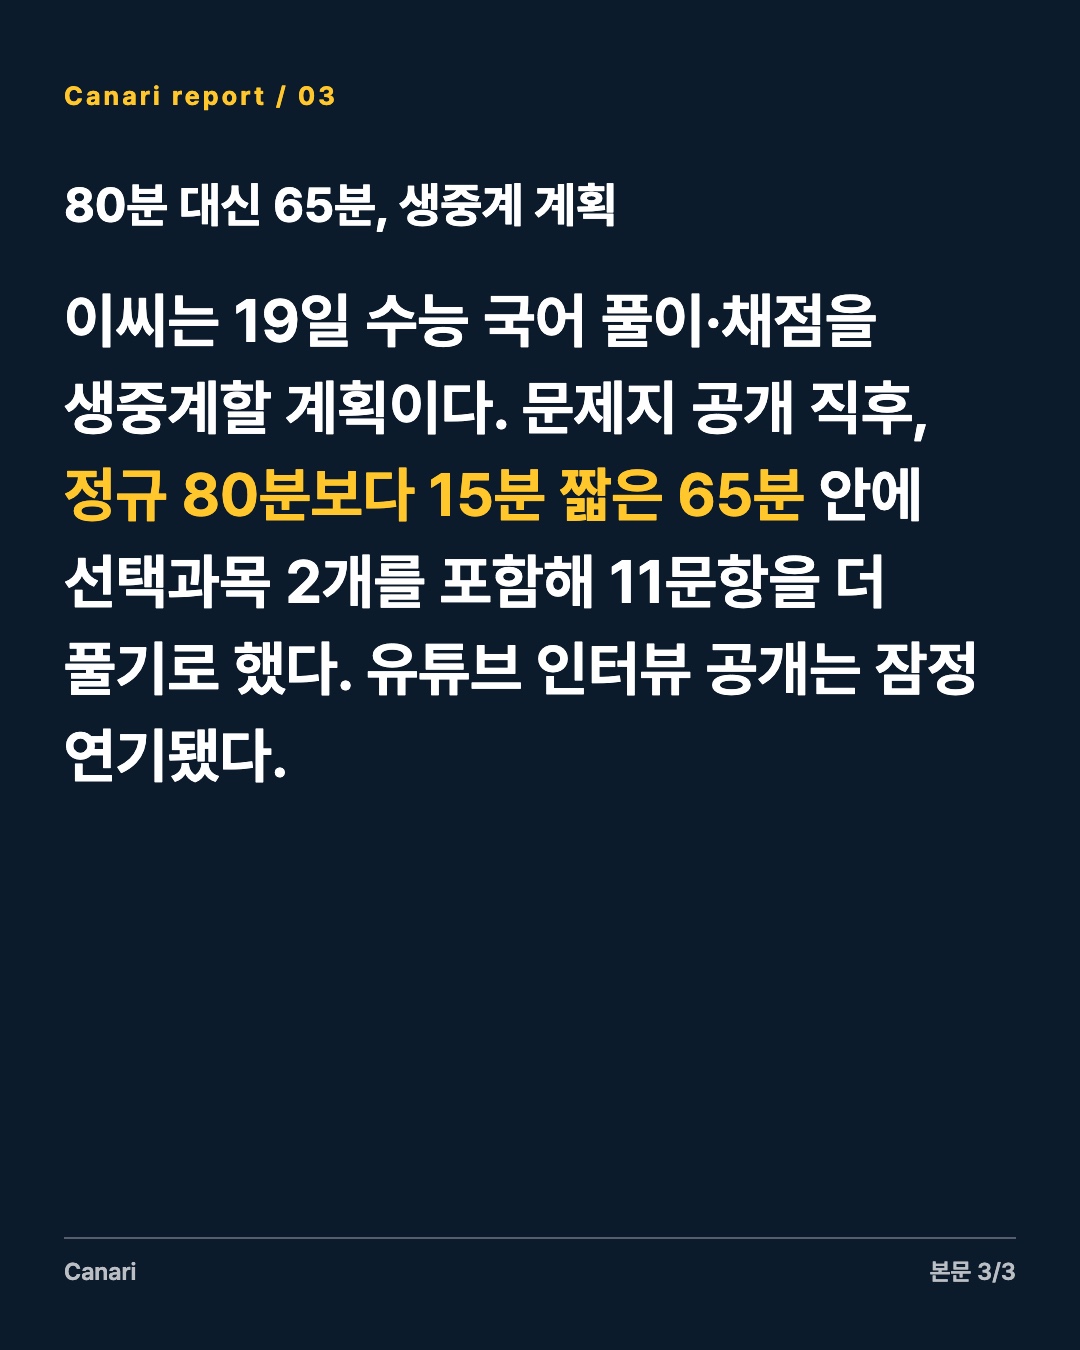 Canari report / 03
80분 대신 65분, 생중계 계획
이씨는 19일 수능 국어 풀이·채점을
생중계할 계획이다. 문제지 공개 직후,
정규 80분보다 15분 짧은 65분 안에
선택과목 2개를 포함해 11문항을 더
풀기로 했다. 유튜브 인터뷰 공개는 잠정
연기됐다.
Canari
본문 3/3